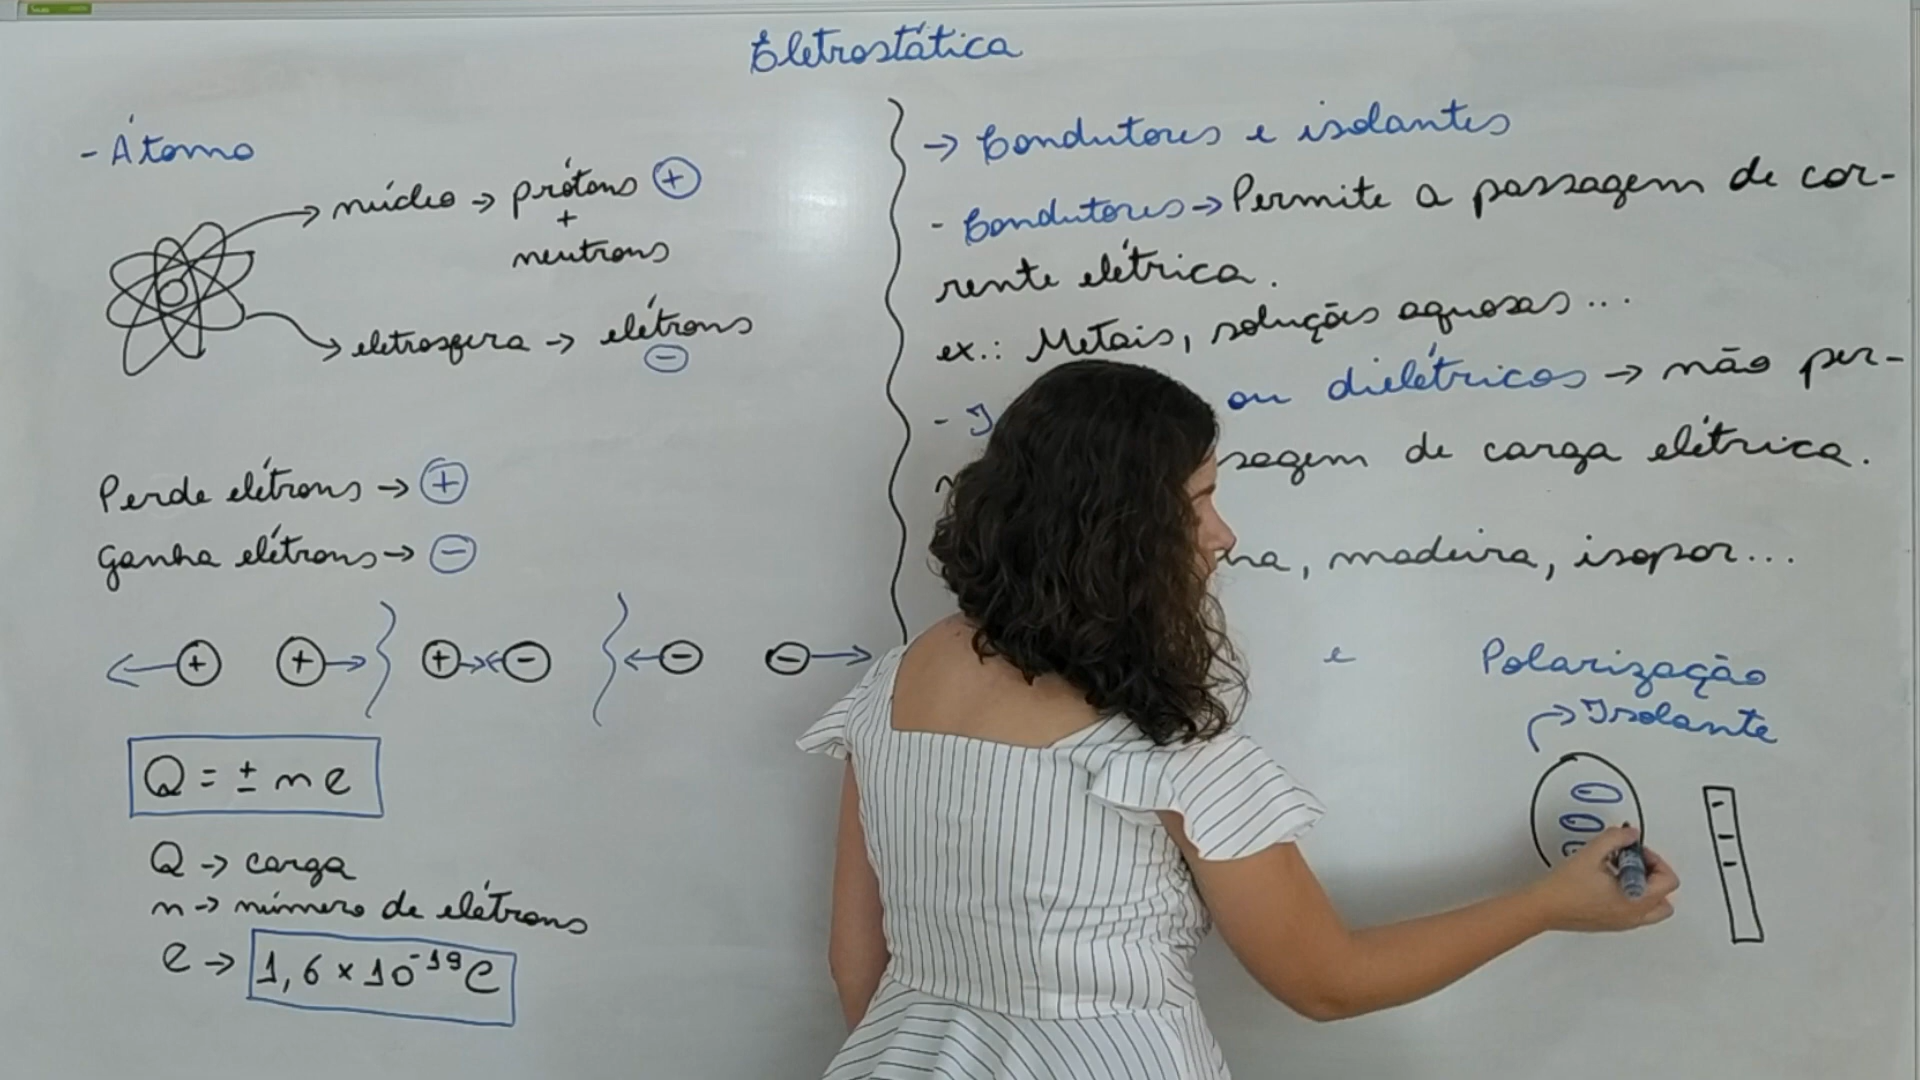 Eletrostática
- Átomo
núcleo → prótons +
+
neutrons
eletrosfera → elétrons
-
Perde elétrons → +
Ganha elétrons → -
← + + → + → ← - ← - - →
Q = ± n e
Q → carga
n → número de elétrons
e → 1,6 x 10⁻¹⁹ C
→ Condutores e isolantes
- Condutores → Permite a passagem de cor-
rente elétrica.
ex.: Metais, soluções aquosas...
- ou dielétricos → não per-
de carga elétrica.
, madeira, isopor...
e Polarização
→ Isolante
- - -